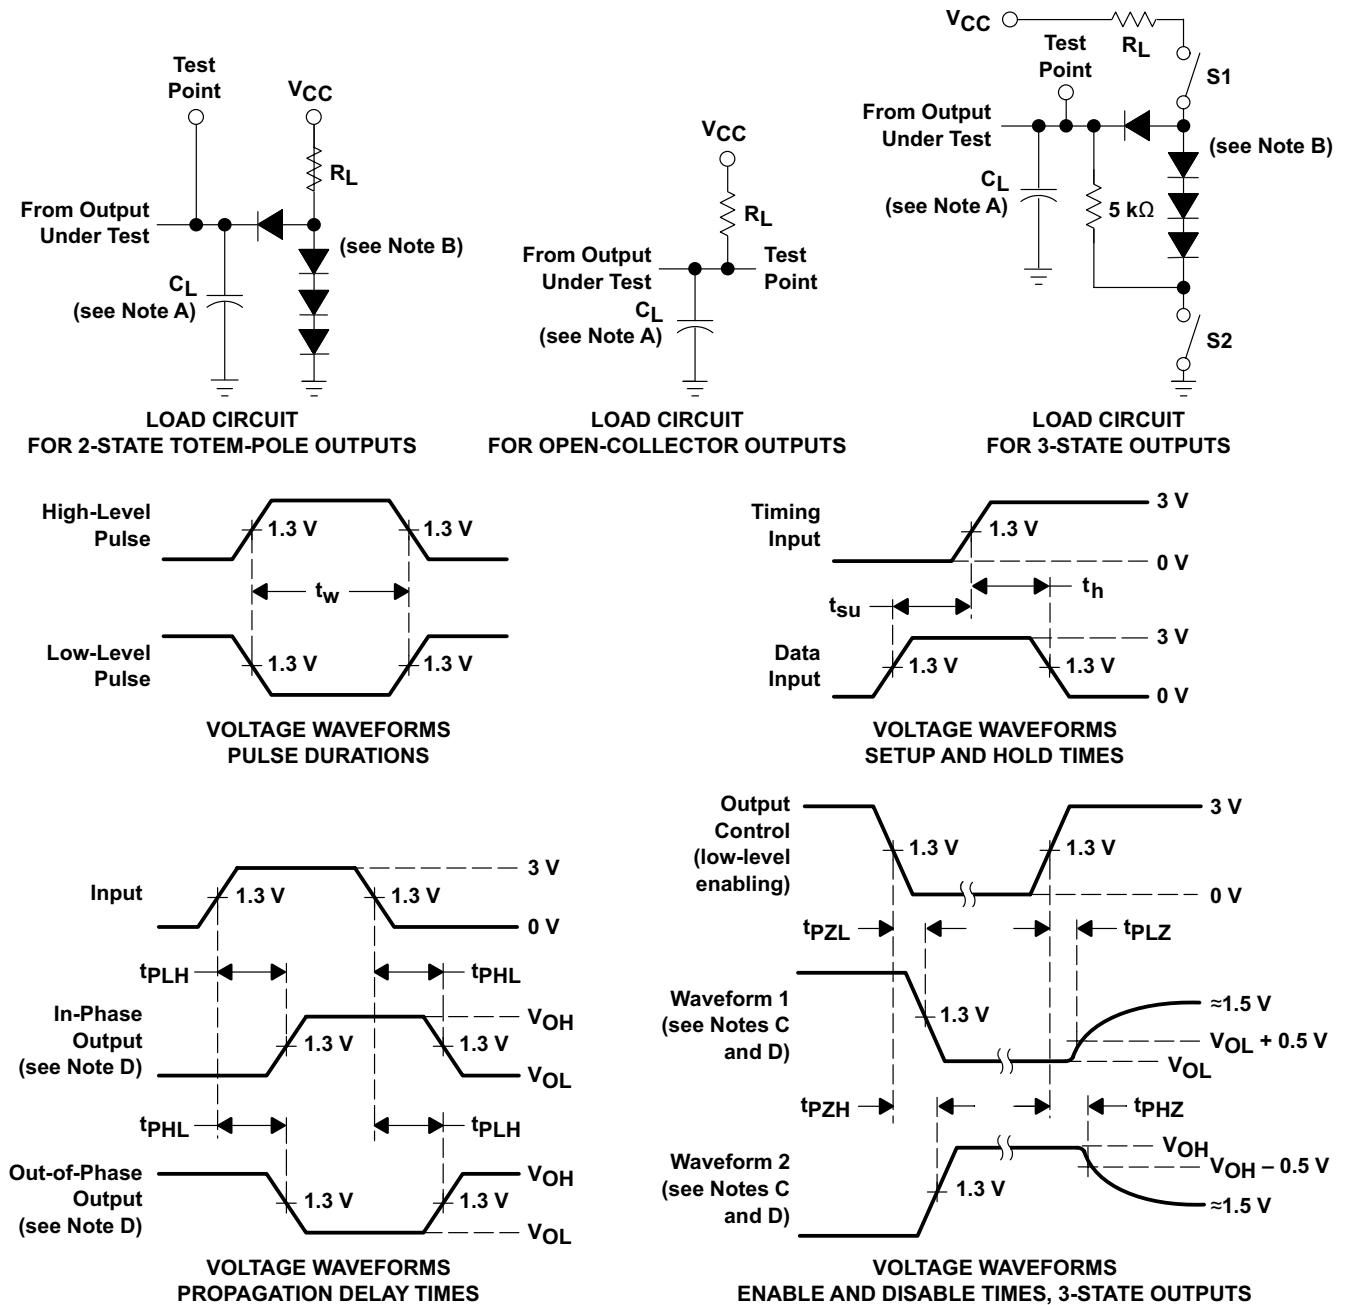 Test
Point
VCC
RL
From Output
Under Test
(see Note B)
CL
(see Note A)
LOAD CIRCUIT
FOR 2-STATE TOTEM-POLE OUTPUTS
VCC
RL
From Output
Under Test
Test
Point
CL
(see Note A)
LOAD CIRCUIT
FOR OPEN-COLLECTOR OUTPUTS
VCC
RL
Test
Point
S1
From Output
Under Test
(see Note B)
CL
(see Note A)
5 kΩ
S2
LOAD CIRCUIT
FOR 3-STATE OUTPUTS
High-Level
Pulse
1.3 V
1.3 V
tw
Low-Level
Pulse
1.3 V
1.3 V
VOLTAGE WAVEFORMS
PULSE DURATIONS
Timing
Input
3 V
1.3 V
0 V
th
tsu
Data
Input
3 V
1.3 V
1.3 V
0 V
VOLTAGE WAVEFORMS
SETUP AND HOLD TIMES
Input
3 V
1.3 V
1.3 V
0 V
tPLH
tPHL
In-Phase
Output
(see Note D)
VOH
1.3 V
1.3 V
VOL
tPHL
tPLH
Out-of-Phase
Output
(see Note D)
VOH
1.3 V
1.3 V
VOL
VOLTAGE WAVEFORMS
PROPAGATION DELAY TIMES
Output
Control
(low-level
enabling)
3 V
1.3 V
1.3 V
0 V
tPZL
tPLZ
Waveform 1
(see Notes C
and D)
1.3 V
≈1.5 V
VOL + 0.5 V
VOL
tPZH
tPHZ
Waveform 2
(see Notes C
and D)
1.3 V
VOH
VOH – 0.5 V
≈1.5 V
VOLTAGE WAVEFORMS
ENABLE AND DISABLE TIMES, 3-STATE OUTPUTS